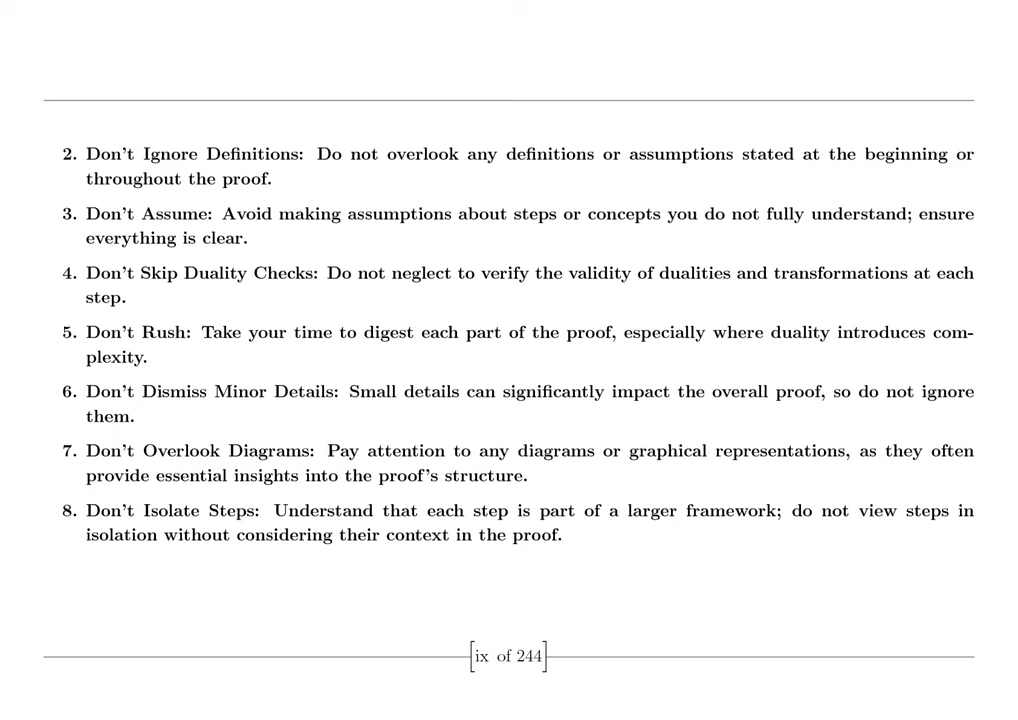 2. Don't Ignore Definitions: Do not overlook any definitions or assumptions stated at the beginning or
throughout the proof.
3. Don't Assume: Avoid making assumptions about steps or concepts you do not fully understand; ensure
everything is clear.
4. Don't Skip Duality Checks: Do not neglect to verify the validity of dualities and transformations at each
step.
5. Don't Rush: Take your time to digest each part of the proof, especially where duality introduces com-
plexity.
6. Don't Dismiss Minor Details: Small details can significantly impact the overall proof, so do not ignore
them.
7. Don't Overlook Diagrams: Pay attention to any diagrams or graphical representations, as they often
provide essential insights into the proof's structure.
8. Don't Isolate Steps: Understand that each step is part of a larger framework; do not view steps in
isolation without considering their context in the proof.
[ix of 244]